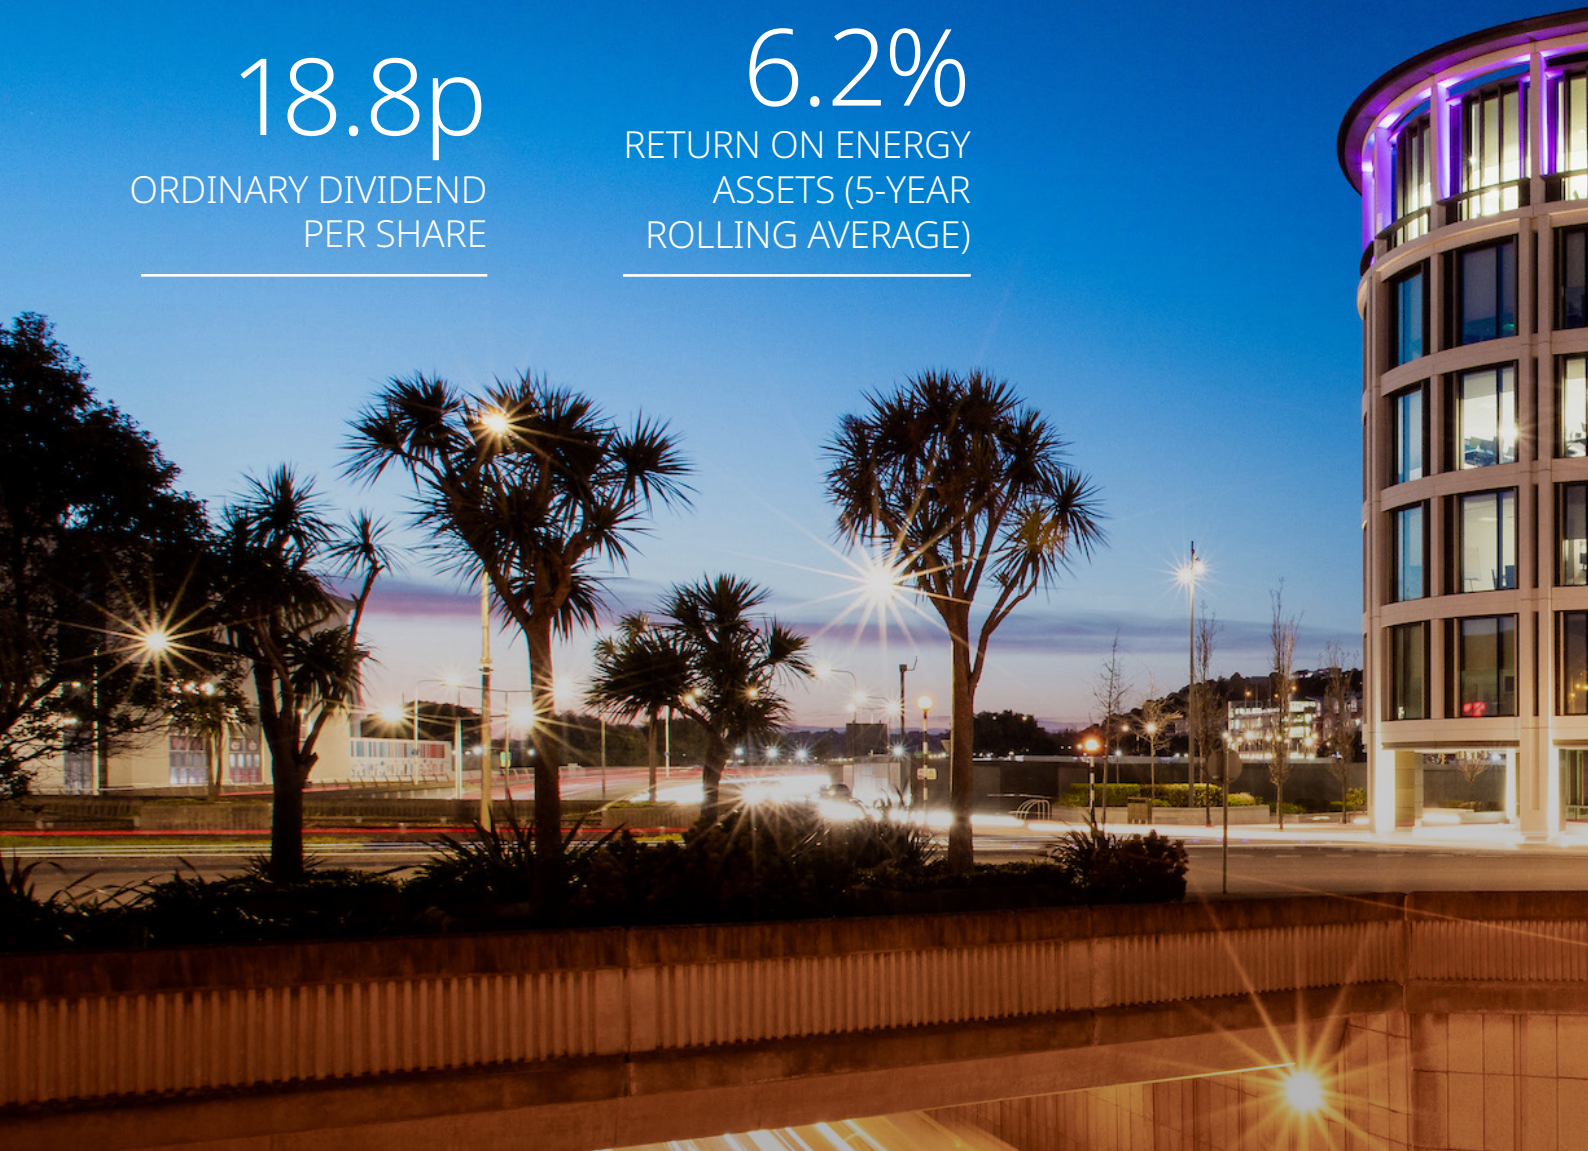 18.8p
ORDINARY DIVIDEND
PER SHARE
6.2%
RETURN ON ENERGY
ASSETS (5-YEAR
ROLLING AVERAGE)